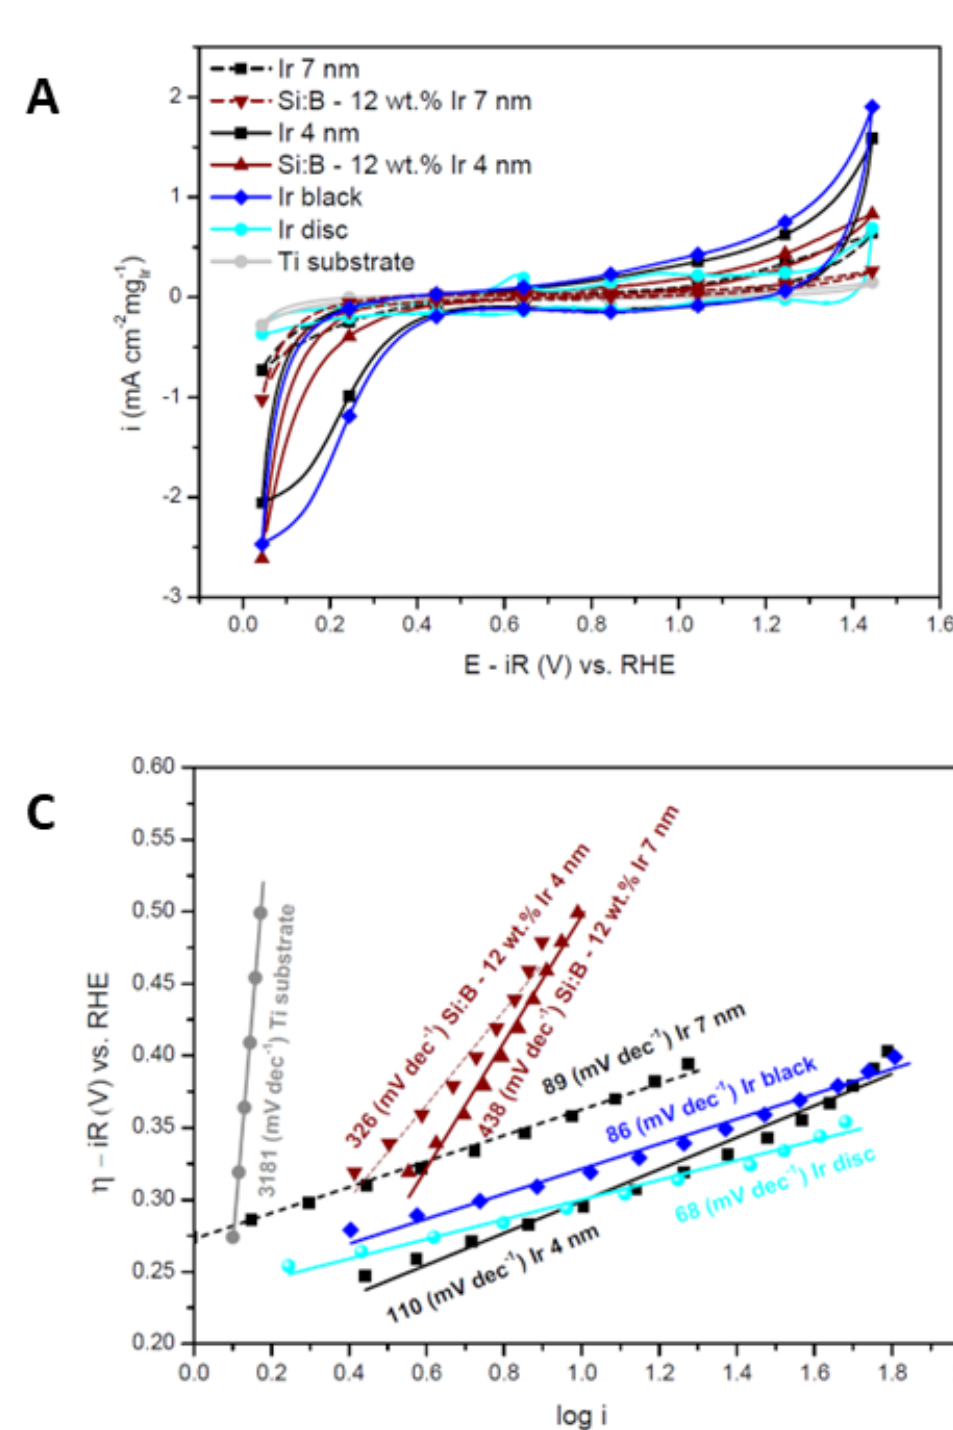 A
Ir 7 nm
Si:B - 12 wt.% Ir 7 nm
Ir 4 nm
Si:B - 12 wt.% Ir 4 nm
Ir black
Ir disc
Ti substrate
i (mA cm⁻²mg⁻¹Ir)
2
1
0
-1
-2
-3
0.0 0.2 0.4 0.6 0.8 1.0 1.2 1.4 1.6
E - iR (V) vs. RHE
C
η – iR (V) vs. RHE
0.60
0.55
0.50
0.45
0.40
0.35
0.30
0.25
0.20
3181 (mV dec⁻¹) Ti substrate
326 (mV dec⁻¹) Si:B - 12 wt.% Ir 4 nm
438 (mV dec⁻¹) Si:B - 12 wt.% Ir 7 nm
89 (mV dec⁻¹) Ir 7 nm
86 (mV dec⁻¹) Ir black
68 (mV dec⁻¹) Ir disc
110 (mV dec⁻¹) Ir 4 nm
0.0 0.2 0.4 0.6 0.8 1.0 1.2 1.4 1.6 1.8
log i